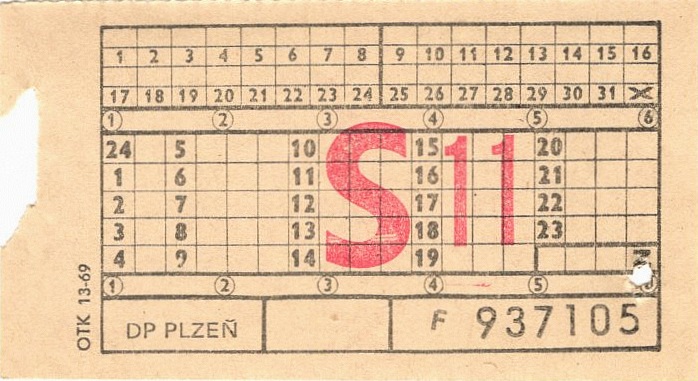 1 2 3 4 5 6 7 8 9 10 11 12 13 14 15 16
17 18 19 20 21 22 23 24 25 26 27 28 29 30 31 X
1 2 3 4 5 6
24 5 10 15 20
1 6 11 16 21
2 7 12 17 22
3 8 13 18 23
4 9 14 19 N
S 11
1 2 3 4 5
OTK 13-69
DP PLZEŇ F 937105